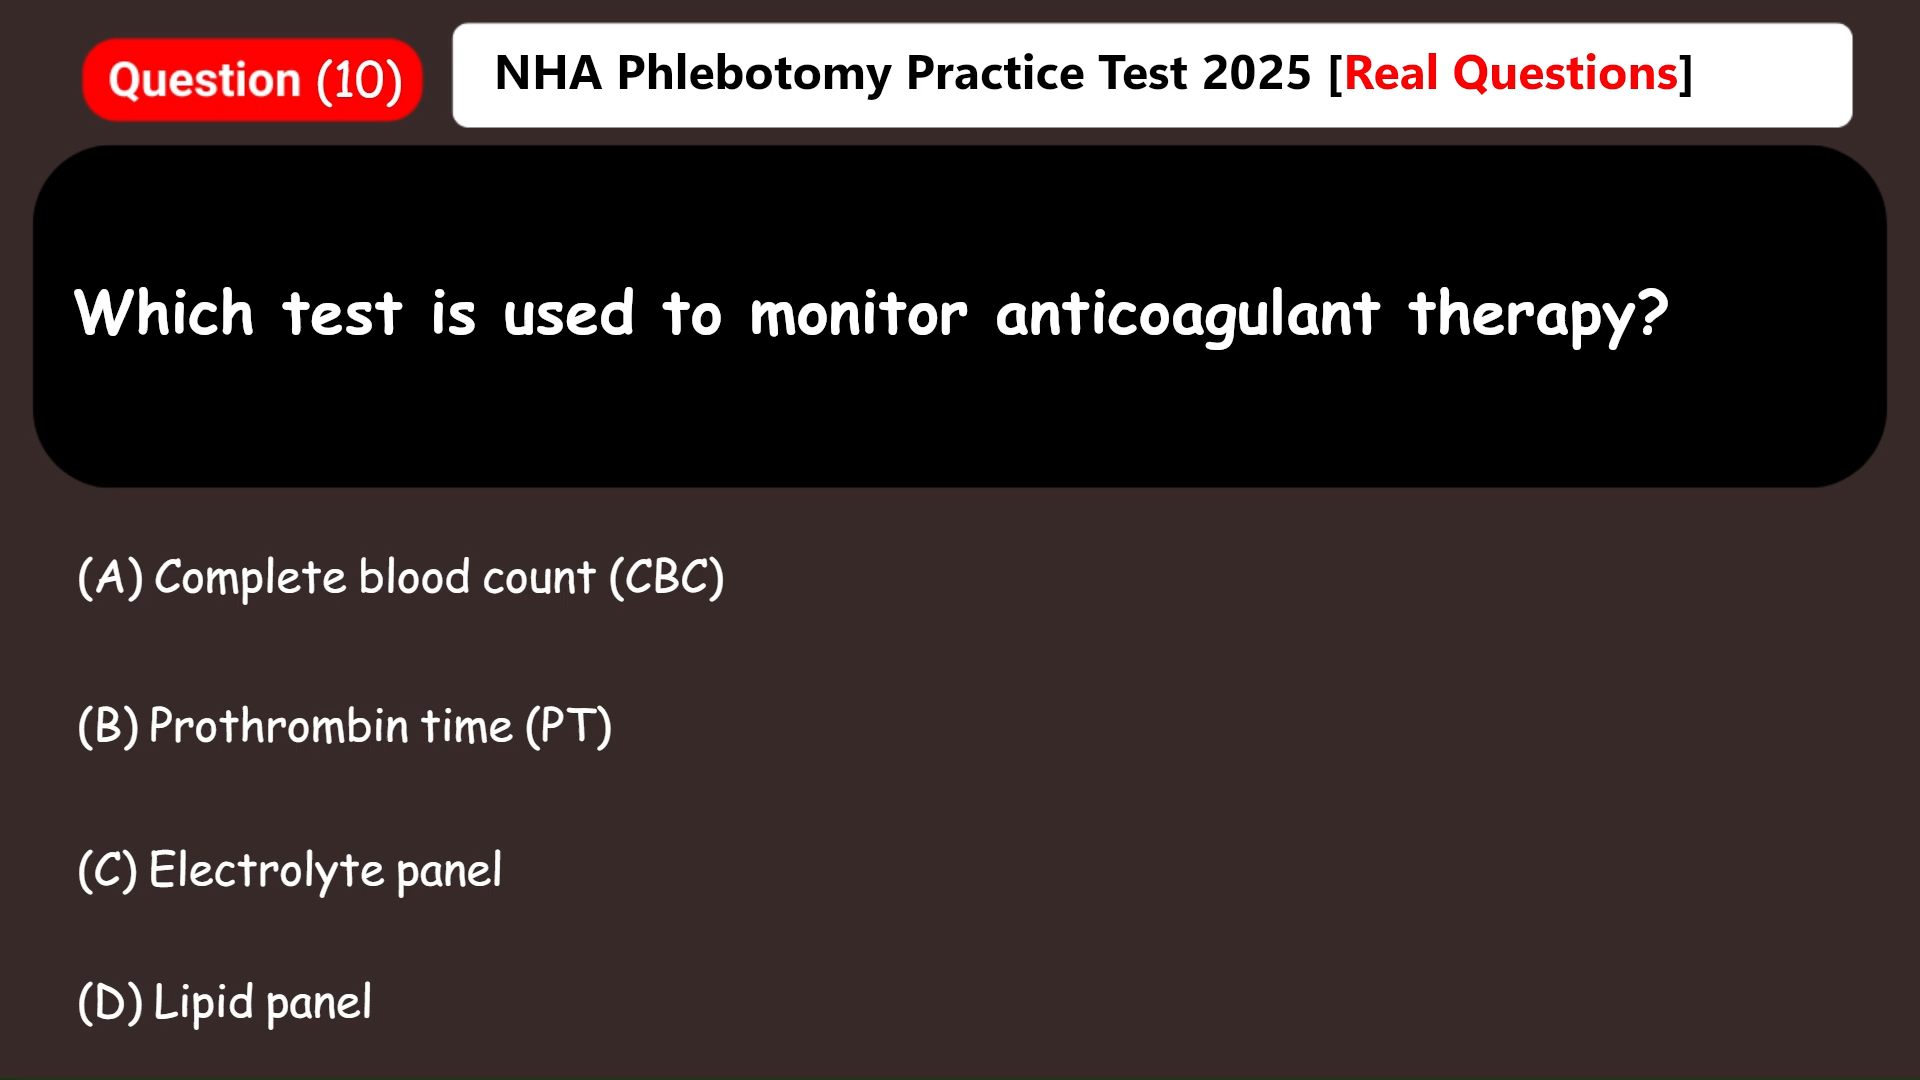 Question (10)
NHA Phlebotomy Practice Test 2025 [Real Questions]
Which test is used to monitor anticoagulant therapy?
(A) Complete blood count (CBC)
(B) Prothrombin time (PT)
(C) Electrolyte panel
(D) Lipid panel